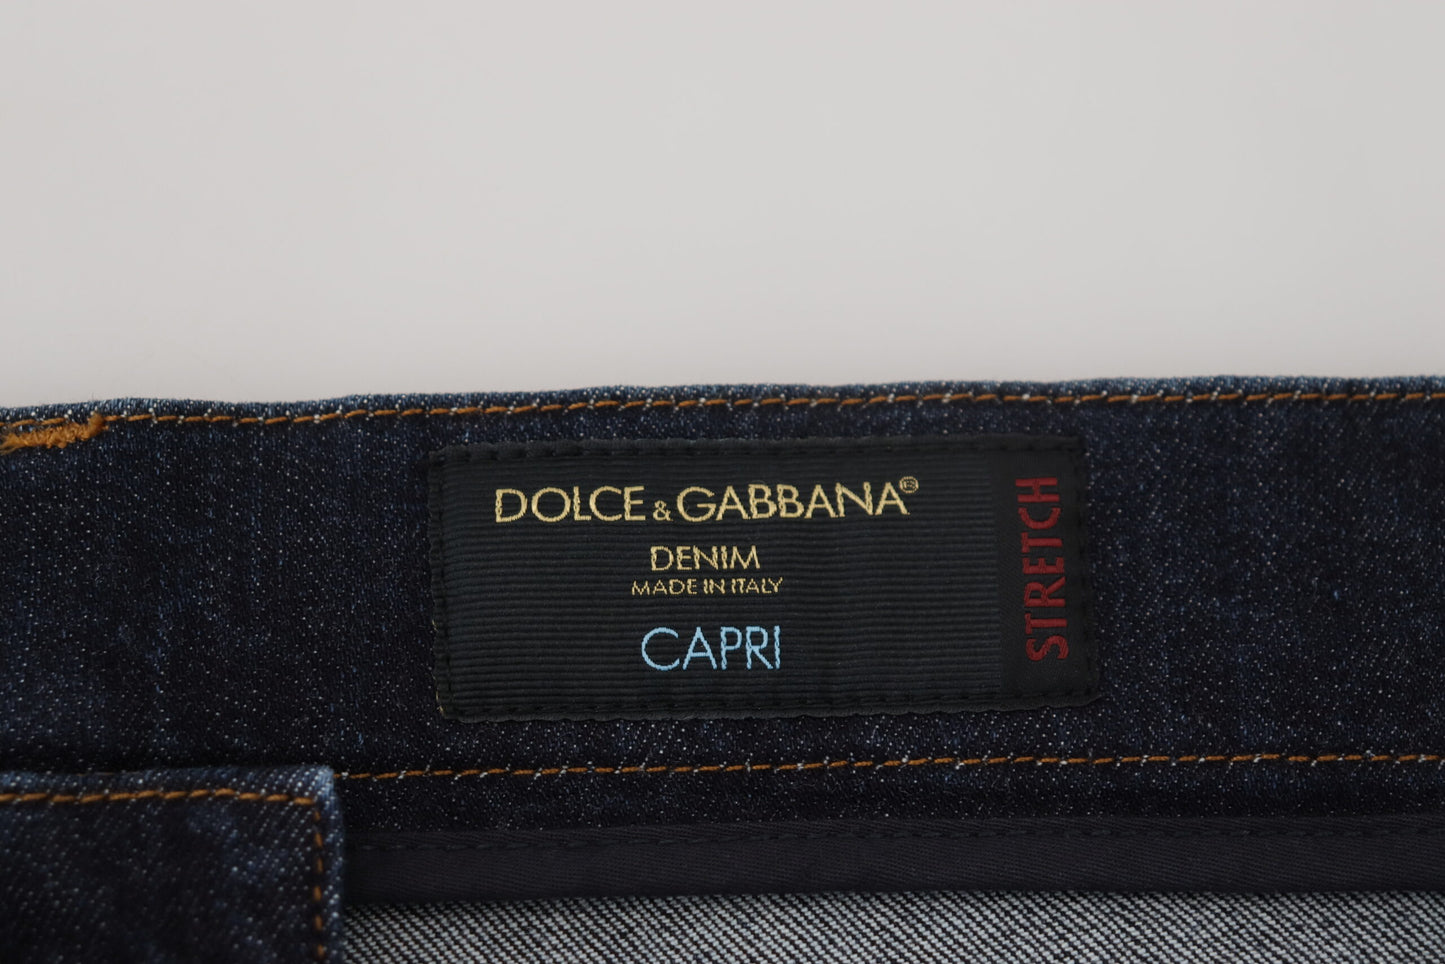 DOLCE & GABBANA®
DENIM
MADE IN ITALY
CAPRI
STRETCH